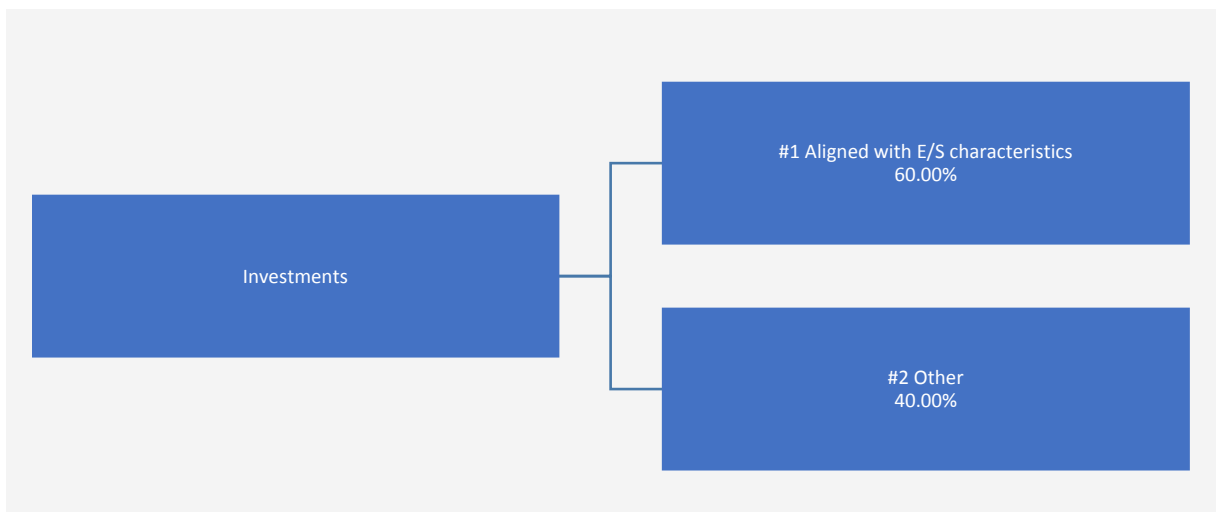 Investments
#1 Aligned with E/S characteristics
60.00%
#2 Other
40.00%